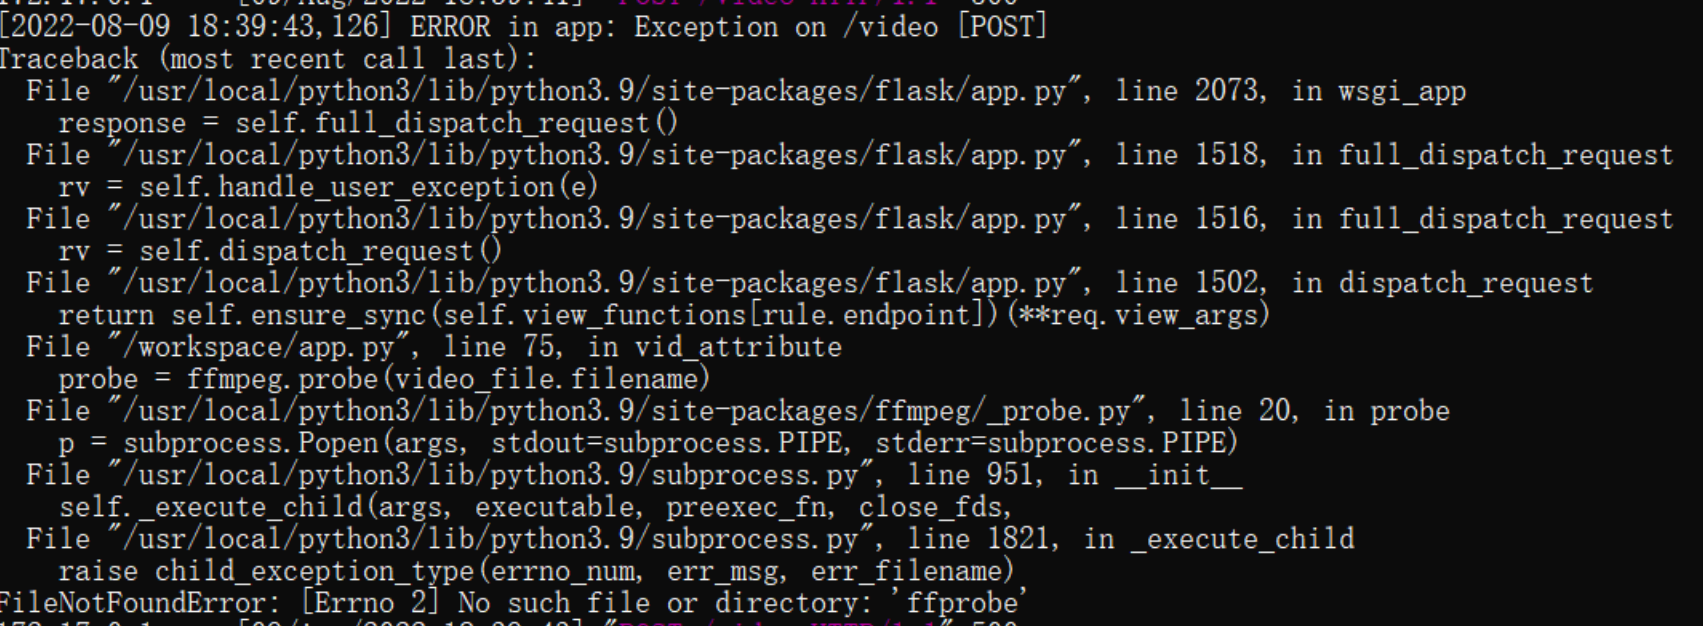 [2022-08-09 18:39:43,126] ERROR in app: Exception on /video [POST]
Traceback (most recent call last):
  File "/usr/local/python3/lib/python3.9/site-packages/flask/app.py", line 2073, in wsgi_app
    response = self.full_dispatch_request()
  File "/usr/local/python3/lib/python3.9/site-packages/flask/app.py", line 1518, in full_dispatch_request
    rv = self.handle_user_exception(e)
  File "/usr/local/python3/lib/python3.9/site-packages/flask/app.py", line 1516, in full_dispatch_request
    rv = self.dispatch_request()
  File "/usr/local/python3/lib/python3.9/site-packages/flask/app.py", line 1502, in dispatch_request
    return self.ensure_sync(self.view_functions[rule.endpoint])(**req.view_args)
  File "/workspace/app.py", line 75, in vid_attribute
    probe = ffmpeg.probe(video_file.filename)
  File "/usr/local/python3/lib/python3.9/site-packages/ffmpeg/_probe.py", line 20, in probe
    p = subprocess.Popen(args, stdout=subprocess.PIPE, stderr=subprocess.PIPE)
  File "/usr/local/python3/lib/python3.9/subprocess.py", line 951, in __init__
    self._execute_child(args, executable, preexec_fn, close_fds,
  File "/usr/local/python3/lib/python3.9/subprocess.py", line 1821, in _execute_child
    raise child_exception_type(errno_num, err_msg, err_filename)
FileNotFoundError: [Errno 2] No such file or directory: 'ffprobe'